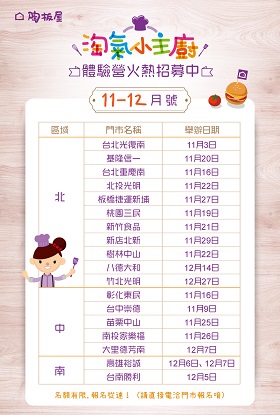 陶板屋
淘氣小主廚
體驗營火熱招募中
11-12月號
區域 門市名稱 舉辦日期
北
台北光復南 11月3日
基隆信一 11月20日
台北重慶南 11月16日
北投光明 11月22日
板橋捷運新埔 11月27日
桃園三民 11月19日
新竹食品 11月21日
新店北新 11月29日
樹林中山 11月22日
八德大和 12月14日
竹北光明 12月27日
中
彰化東民 11月16日
台中崇德 11月9日
苗栗中山 11月25日
南投家樂福 11月26日
大里德芳南 12月7日
南
高雄裕誠 12月6日、12月7日
台南勝利 12月5日
名額有限,報名從速!(請直接電洽門市報名唷)